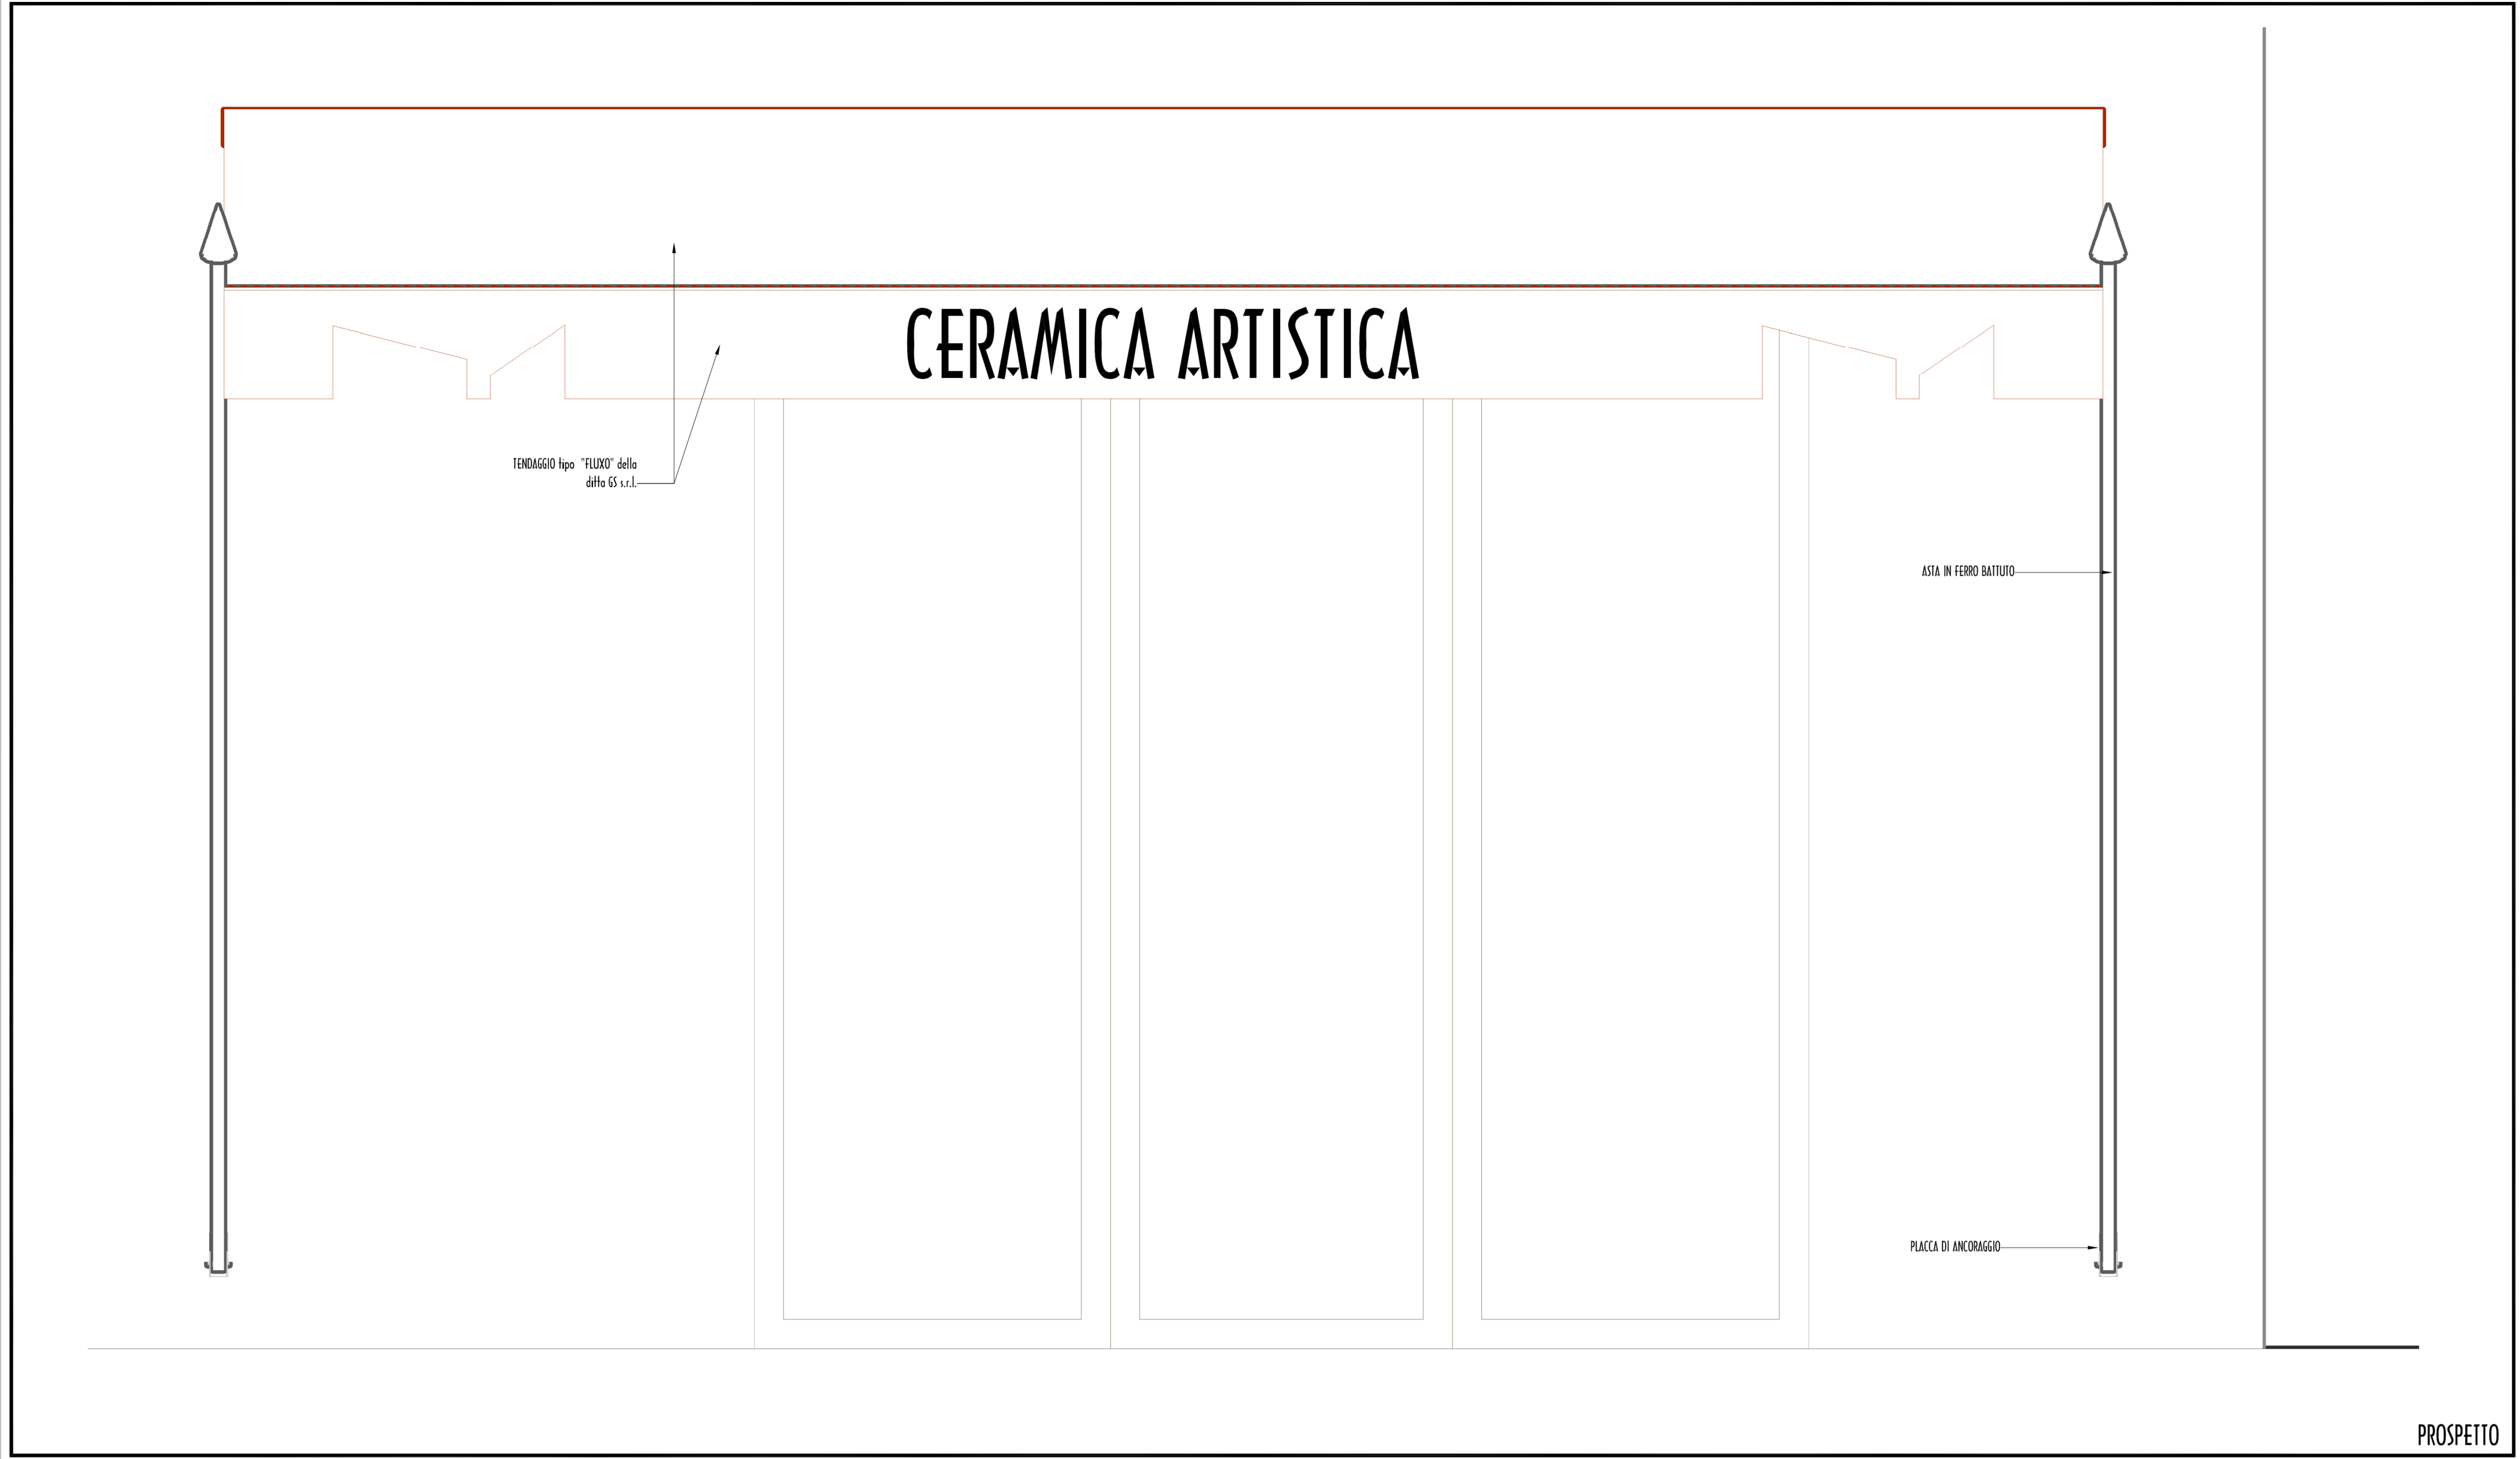 CERAMICA ARTISTICA
TENDAGGIO tipo "FLUXO" della
ditta GS s.r.l.
ASTA IN FERRO BATTUTO
PLACCA DI ANCORAGGIO
PROSPETTO